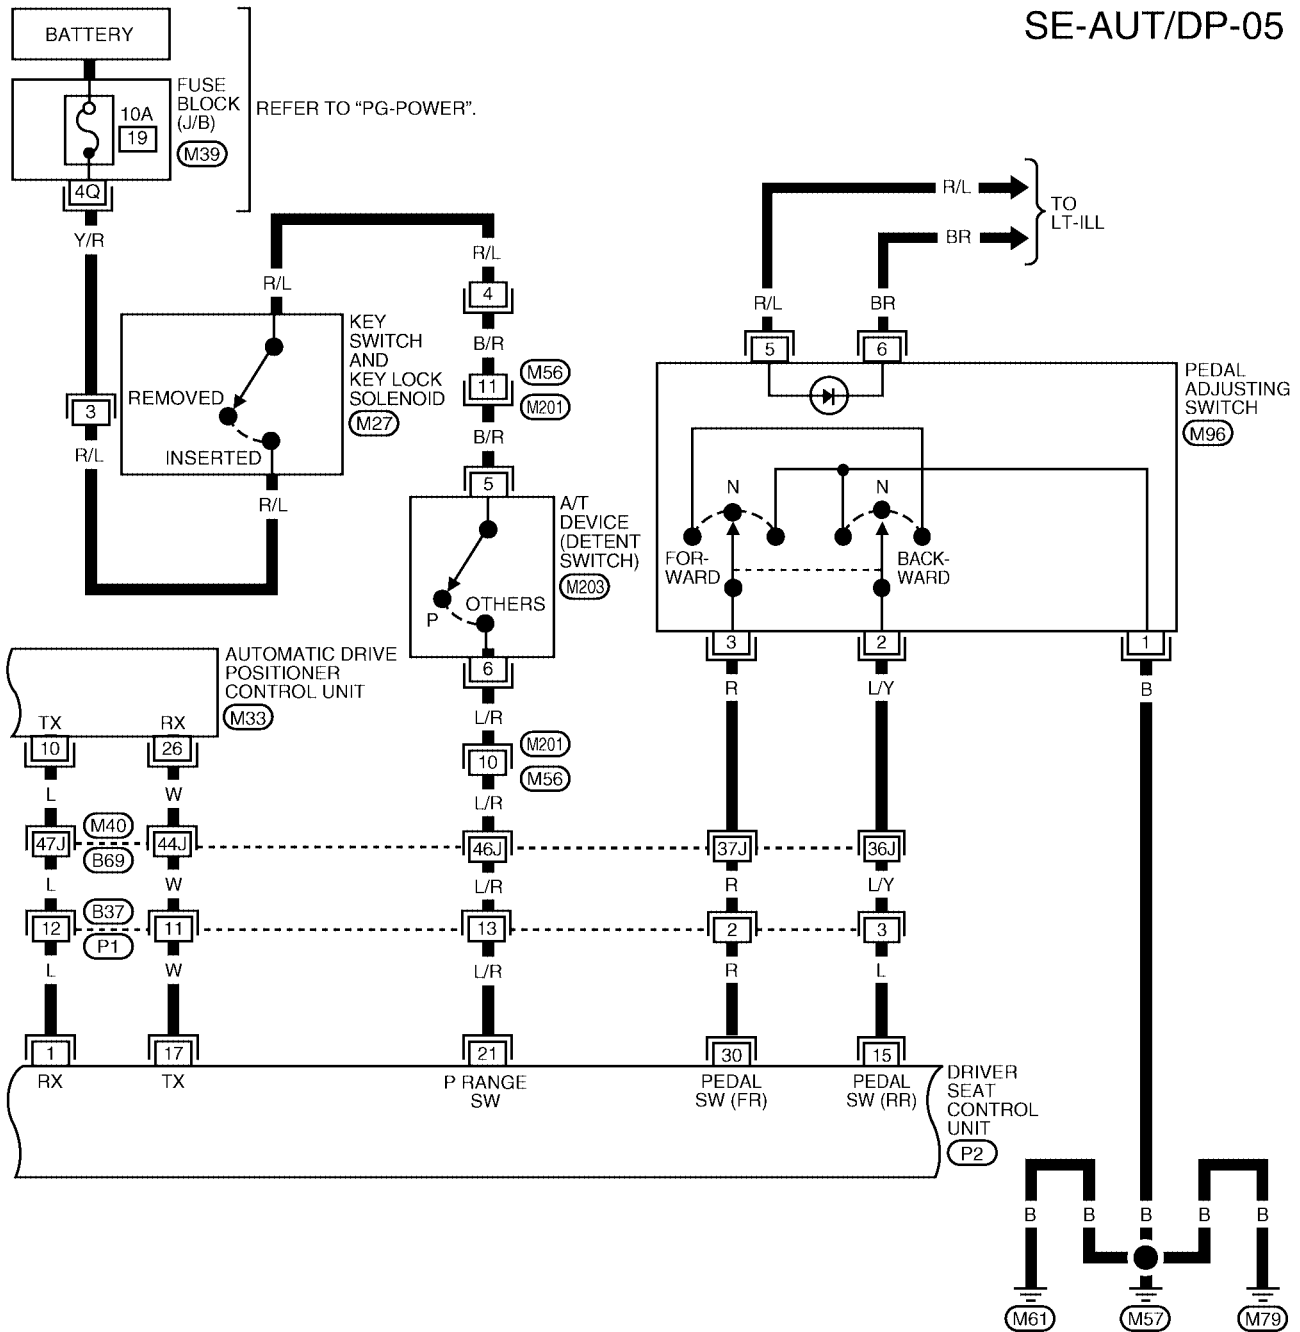 SE-AUT/DP-05
BATTERY
FUSE
BLOCK
(J/B)
M39
10A
19
REFER TO “PG-POWER”.
4Q
Y/R
3
R/L
R/L
R/L
R/L
4
B/R
11
M56
M201
B/R
5
KEY
SWITCH
AND
KEY LOCK
SOLENOID
M27
REMOVED
INSERTED
A/T
DEVICE
(DETENT
SWITCH)
M203
P
OTHERS
6
L/R
10
M201
M56
L/R
46J
L/R
13
L/R
21
R/L
BR
TO
LT-ILL
R/L
BR
5
6
PEDAL
ADJUSTING
SWITCH
M96
N
N
FOR-
WARD
BACK-
WARD
3
2
1
R
L/Y
B
37J
36J
R
L/Y
2
3
R
L
30
15
AUTOMATIC DRIVE
POSITIONER
CONTROL UNIT
M33
TX
RX
10
26
L
W
47J
M40
B69
44J
L
W
12
B37
P1
11
L
W
1
17
RX
TX
P RANGE
SW
PEDAL
SW (FR)
PEDAL
SW (RR)
DRIVER
SEAT
CONTROL
UNIT
P2
B
B
B
B
B
M61
M57
M79